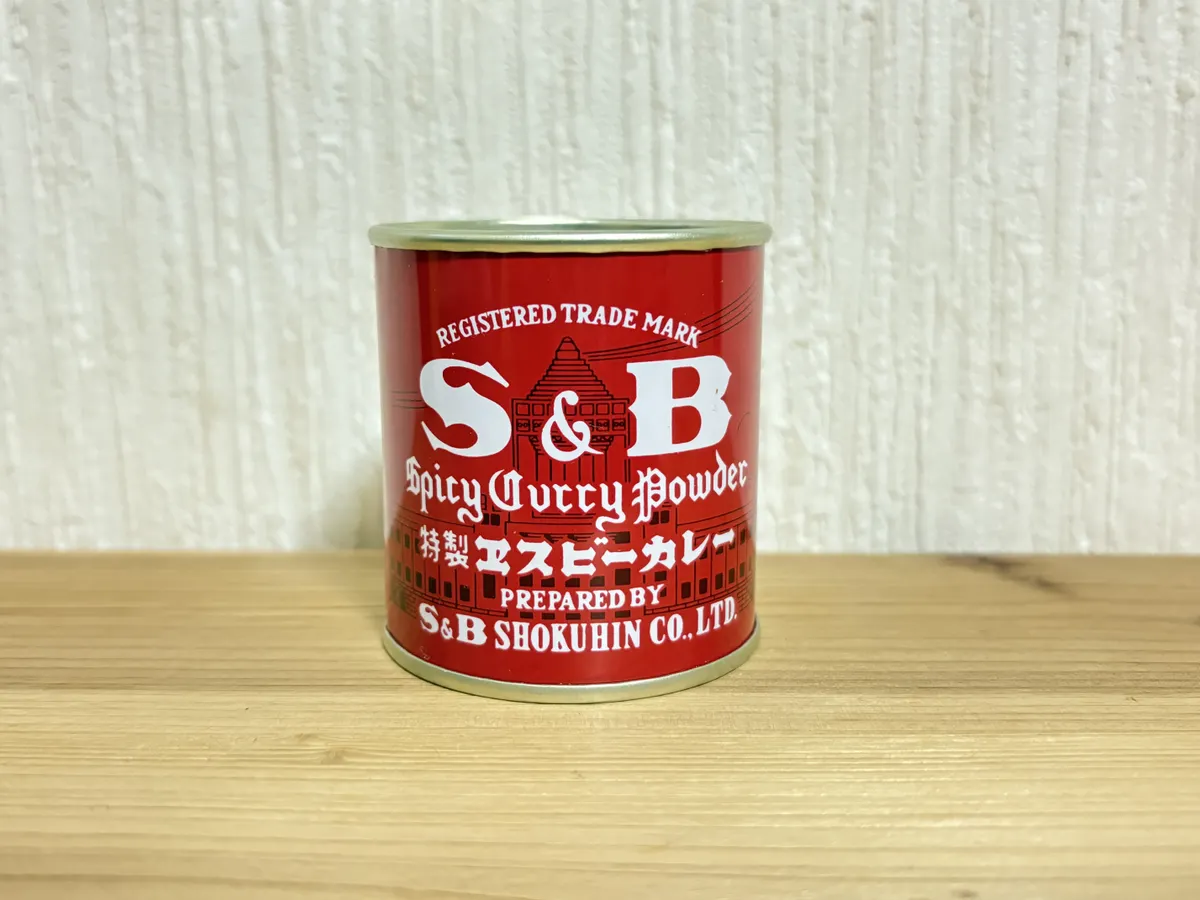 REGISTERED TRADE MARK
S & B
Spicy Curry Powder
特製ヱスビーカレー
PREPARED BY
S&B SHOKUHIN CO., LTD.